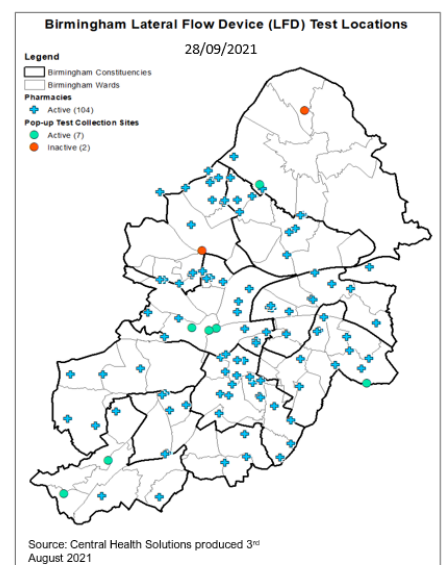 Birmingham Lateral Flow Device (LFD) Test Locations
28/09/2021
Legend
Birmingham Constituencies
Birmingham Wards
Pharmacies
Active (104)
Pop-up Test Collection Sites
Active (7)
Inactive (2)
Source: Central Health Solutions produced 3rd
August 2021